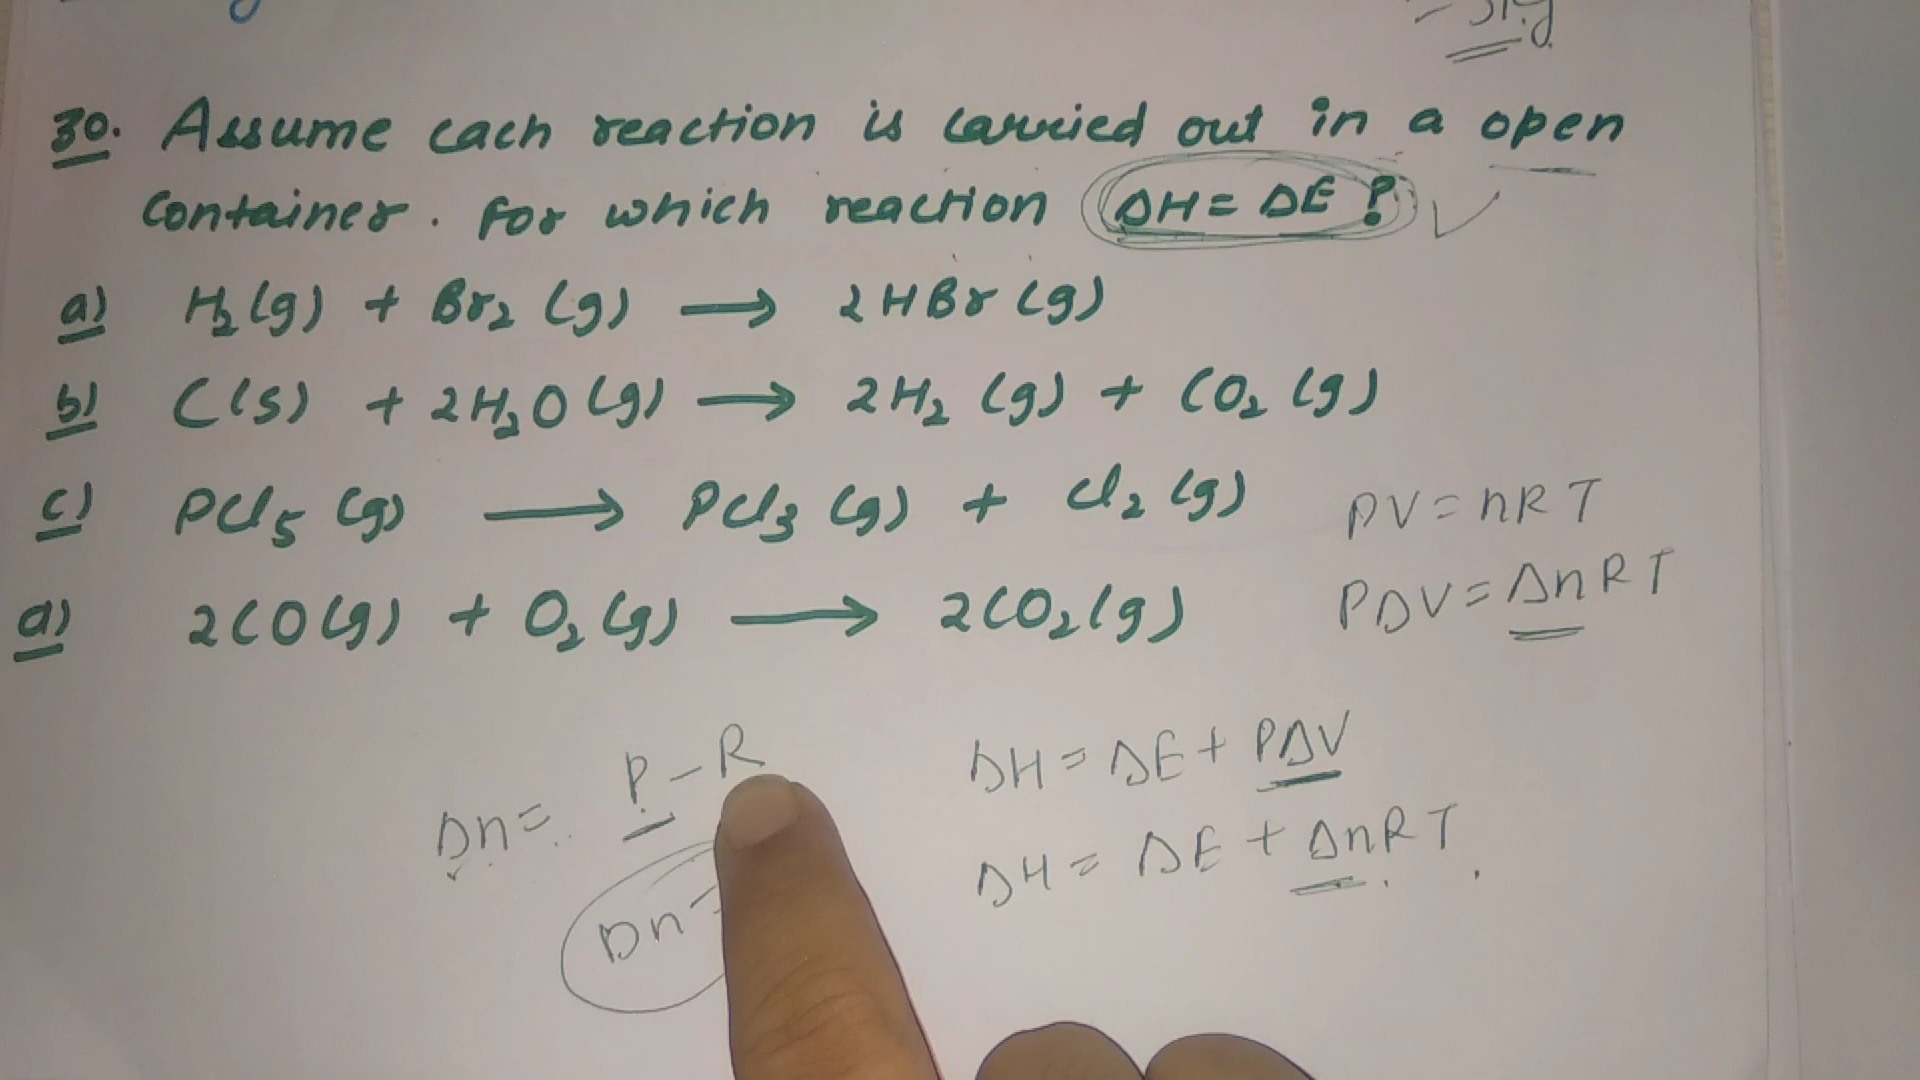 30. Assume each reaction is carried out in a open
container. For which reaction ΔH = ΔE ?
a) H₂(g) + Br₂ (g) ⟶ 2HBr (g)
b) C(s) + 2H₂O (g) ⟶ 2H₂ (g) + CO₂ (g)
c) PCl₅ (g) ⟶ PCl₃ (g) + Cl₂ (g)
d) 2CO(g) + O₂ (g) ⟶ 2CO₂(g)
PV = nRT
PΔV = ΔnRT
Δn = P - R
Δn =
ΔH = ΔE + PΔV
ΔH = ΔE + ΔnRT